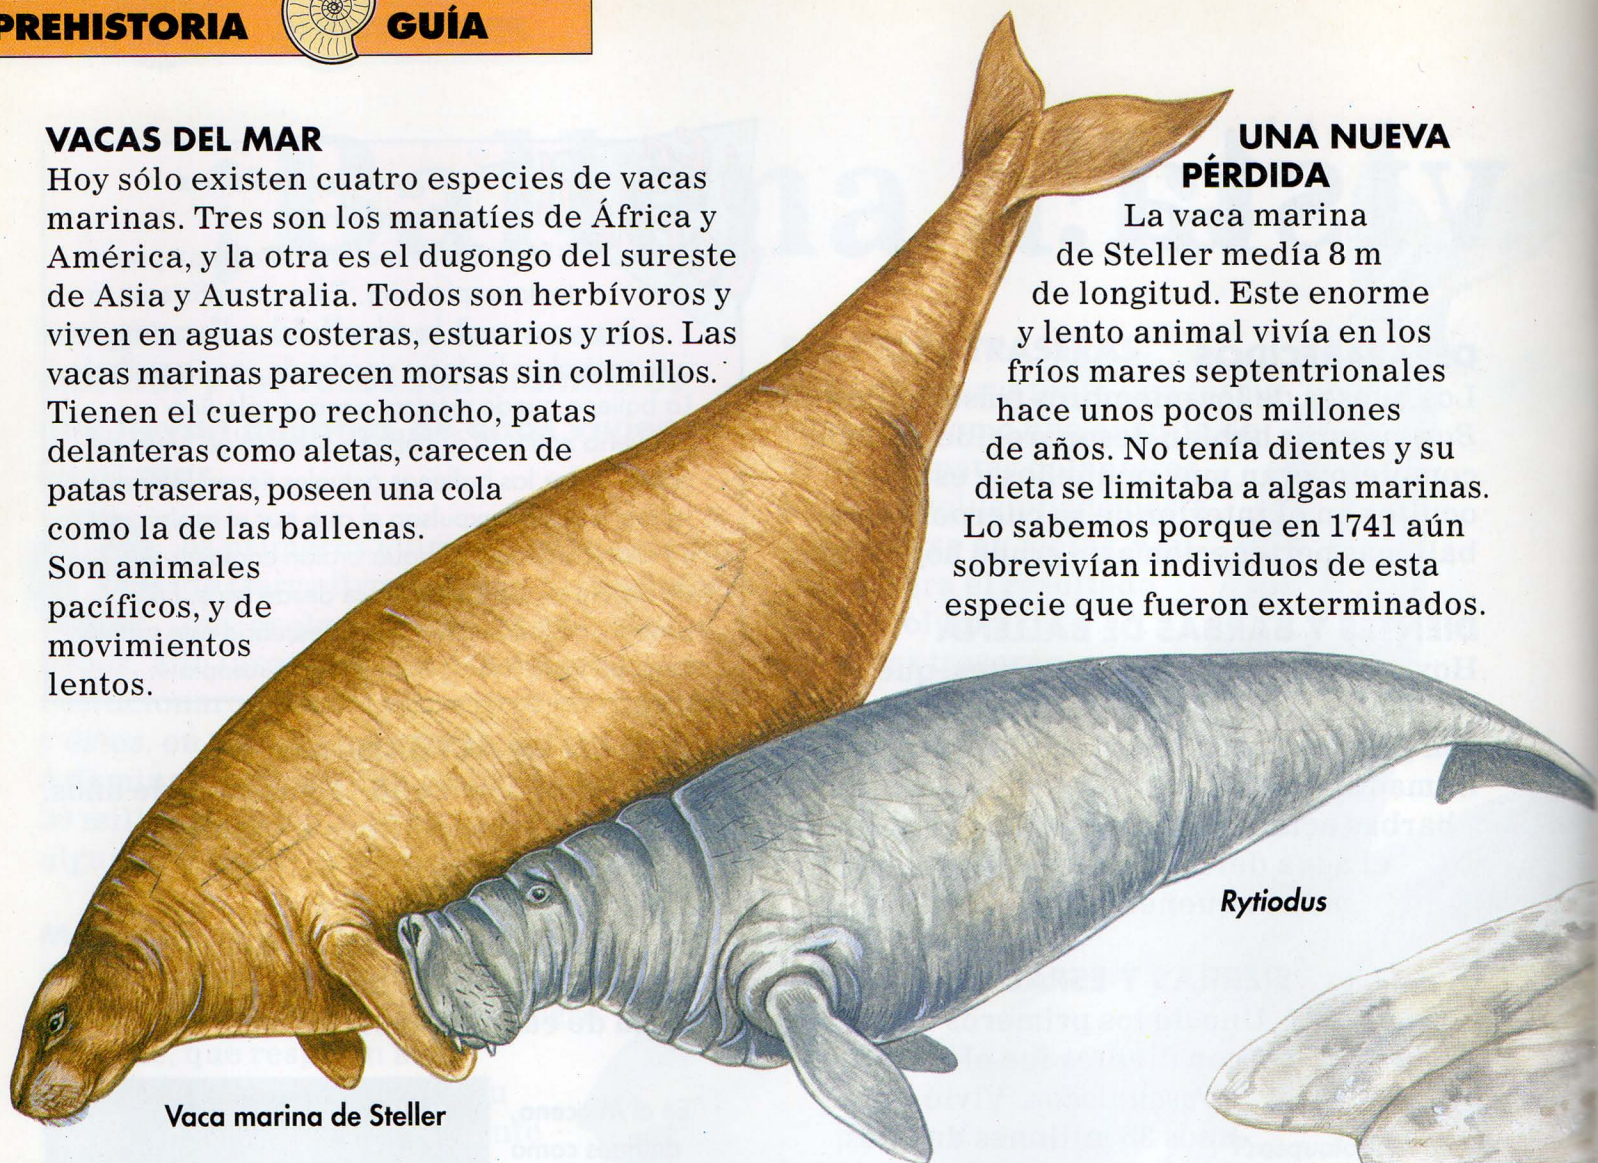 PREHISTORIA GUÍA
VACAS DEL MAR
Hoy sólo existen cuatro especies de vacas
marinas. Tres son los manatíes de África y
América, y la otra es el dugongo del sureste
de Asia y Australia. Todos son herbívoros y
viven en aguas costeras, estuarios y ríos. Las
vacas marinas parecen morsas sin colmillos.
Tienen el cuerpo rechoncho, patas
delanteras como aletas, carecen de
patas traseras, poseen una cola
como la de las ballenas.
Son animales
pacíficos, y de
movimientos
lentos.
UNA NUEVA
PÉRDIDA
La vaca marina
de Steller medía 8 m
de longitud. Este enorme
y lento animal vivía en los
fríos mares septentrionales
hace unos pocos millones
de años. No tenía dientes y su
dieta se limitaba a algas marinas.
Lo sabemos porque en 1741 aún
sobrevivían individuos de esta
especie que fueron exterminados.
Rytiodus
Vaca marina de Steller